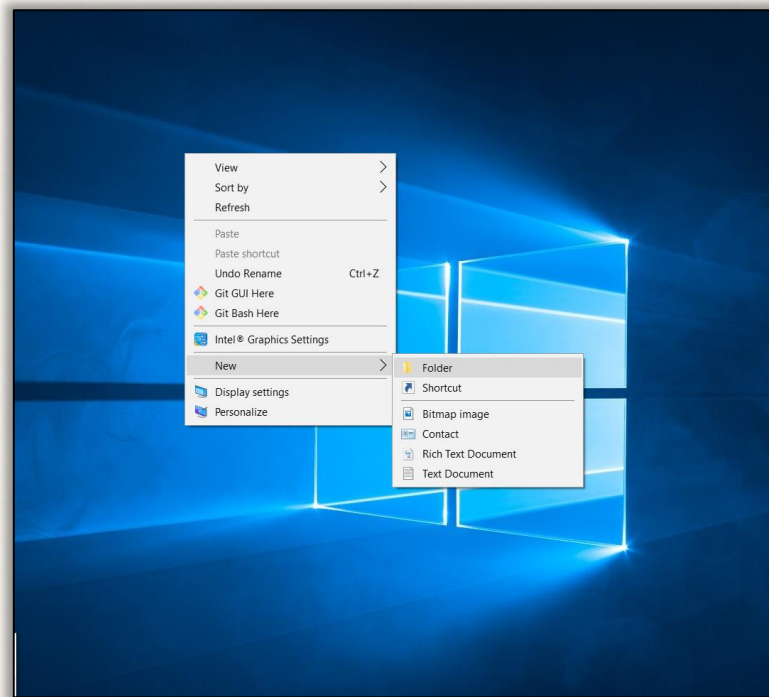 View
Sort by
Refresh
Paste
Paste shortcut
Undo Rename Ctrl+Z
Git GUI Here
Git Bash Here
Intel® Graphics Settings
New
Display settings
Personalize
Folder
Shortcut
Bitmap image
Contact
Rich Text Document
Text Document